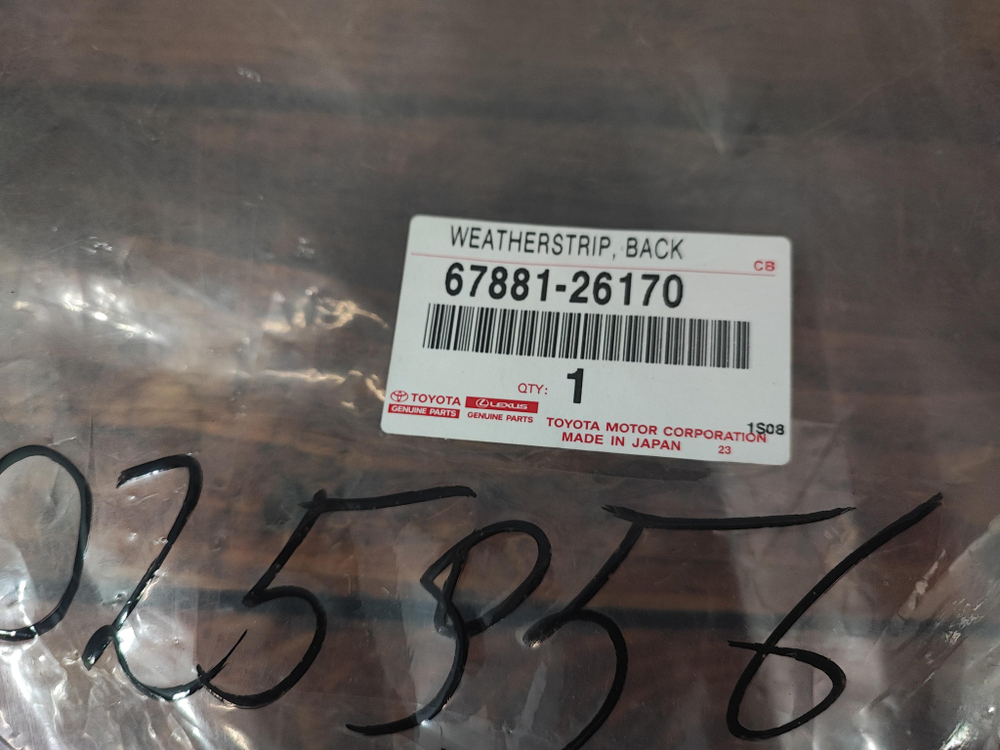 WEATHERSTRIP, BACK
CB
67881-26170
QTY: 1
TOYOTA
GENUINE PARTS
LEXUS
GENUINE PARTS
TOYOTA MOTOR CORPORATION
1S08
MADE IN JAPAN 23